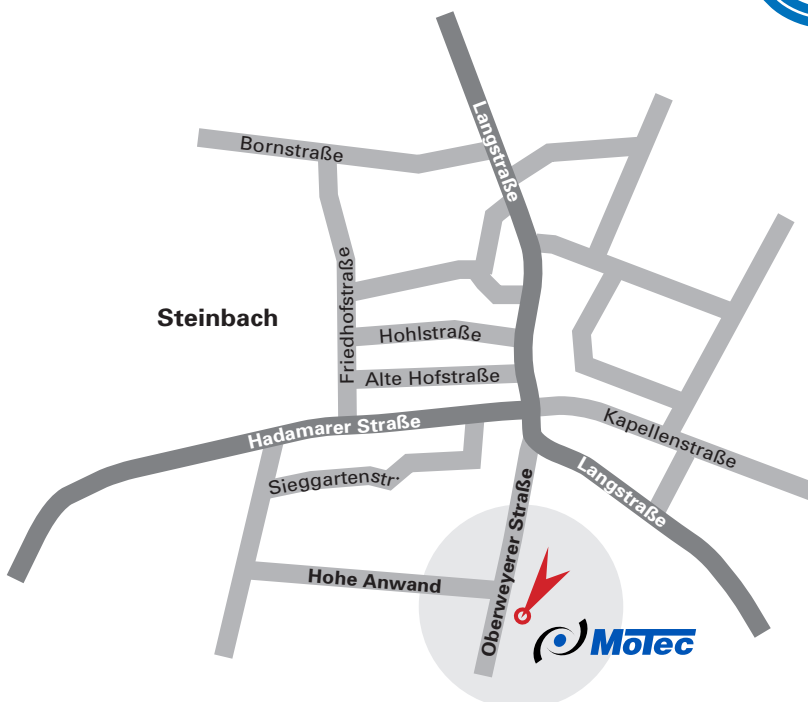 Langstraße
Bornstraße
Friedhofstraße
Steinbach
Hohlstraße
Alte Hofstraße
Hadamarer Straße
Kapellenstraße
Sieggartenstr.
Langstraße
Oberweyerer Straße
Hohe Anwand
MoTec